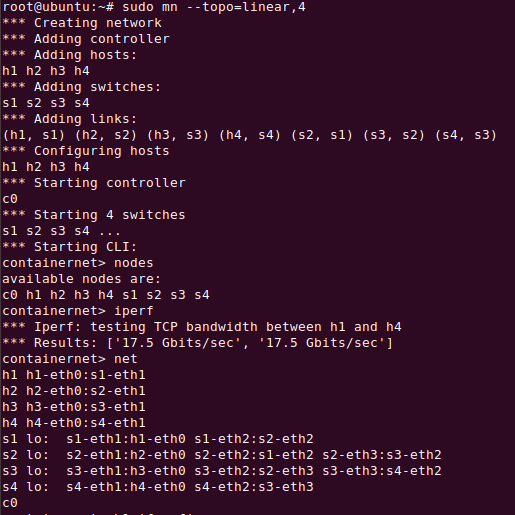 root@ubuntu:~# sudo mn --topo=linear,4
*** Creating network
*** Adding controller
*** Adding hosts:
h1 h2 h3 h4
*** Adding switches:
s1 s2 s3 s4
*** Adding links:
(h1, s1) (h2, s2) (h3, s3) (h4, s4) (s2, s1) (s3, s2) (s4, s3)
*** Configuring hosts
h1 h2 h3 h4
*** Starting controller
c0
*** Starting 4 switches
s1 s2 s3 s4 ...
*** Starting CLI:
containernet> nodes
available nodes are:
c0 h1 h2 h3 h4 s1 s2 s3 s4
containernet> iperf
*** Iperf: testing TCP bandwidth between h1 and h4
*** Results: ['17.5 Gbits/sec', '17.5 Gbits/sec']
containernet> net
h1 h1-eth0:s1-eth1
h2 h2-eth0:s2-eth1
h3 h3-eth0:s3-eth1
h4 h4-eth0:s4-eth1
s1 lo:  s1-eth1:h1-eth0 s1-eth2:s2-eth2
s2 lo:  s2-eth1:h2-eth0 s2-eth2:s1-eth2 s2-eth3:s3-eth2
s3 lo:  s3-eth1:h3-eth0 s3-eth2:s2-eth3 s3-eth3:s4-eth2
s4 lo:  s4-eth1:h4-eth0 s4-eth2:s3-eth3
c0